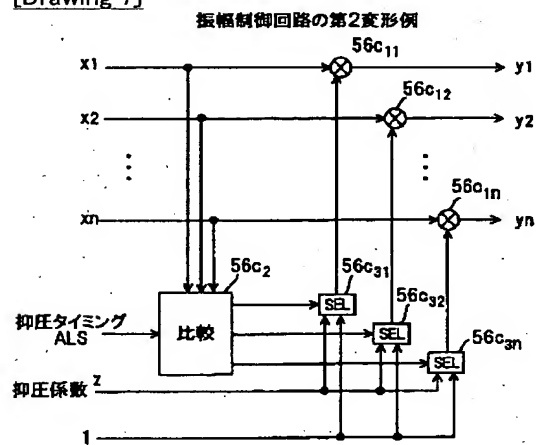 [Drawing 7]
振幅制御回路の第2変形例
x1
56c11
y1
x2
56c12
y2
xn
56c1n
yn
56c2
比較
抑圧タイミング
ALS
SEL
56c31
SEL
56c32
SEL
56c3n
抑圧係数 z
1